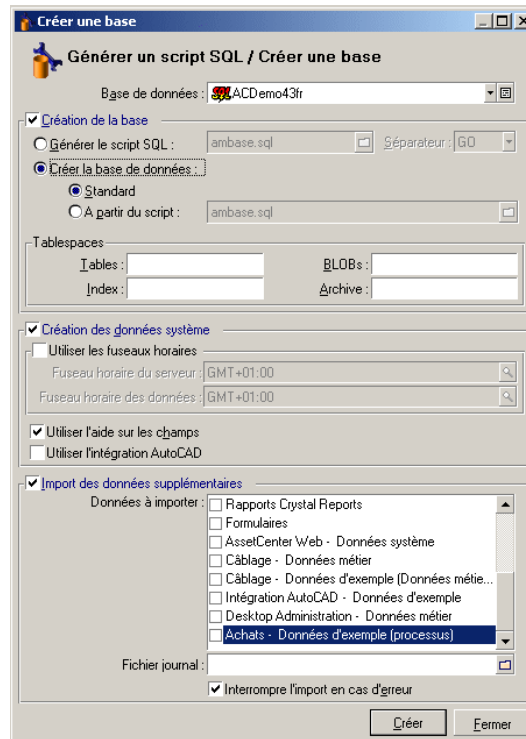 Créer une base
Générer un script SQL / Créer une base
Base de données : ACDemo43fr
Création de la base
Générer le script SQL : ambase.sql Séparateur : GO
Créer la base de données :
Standard
A partir du script : ambase.sql
Tablespaces
Tables : BLOBs :
Index : Archive :
Création des données système
Utiliser les fuseaux horaires
Fuseau horaire du serveur : GMT+01:00
Fuseau horaire des données : GMT+01:00
Utiliser l'aide sur les champs
Utiliser l'intégration AutoCAD
Import des données supplémentaires
Données à importer : Rapports Crystal Reports
Formulaires
AssetCenter Web - Données système
Câblage - Données métier
Câblage - Données d'exemple (Données métie...
Intégration AutoCAD - Données d'exemple
Desktop Administration - Données métier
Achats - Données d'exemple (processus)
Fichier journal :
Interrompre l'import en cas d'erreur
Créer Fermer